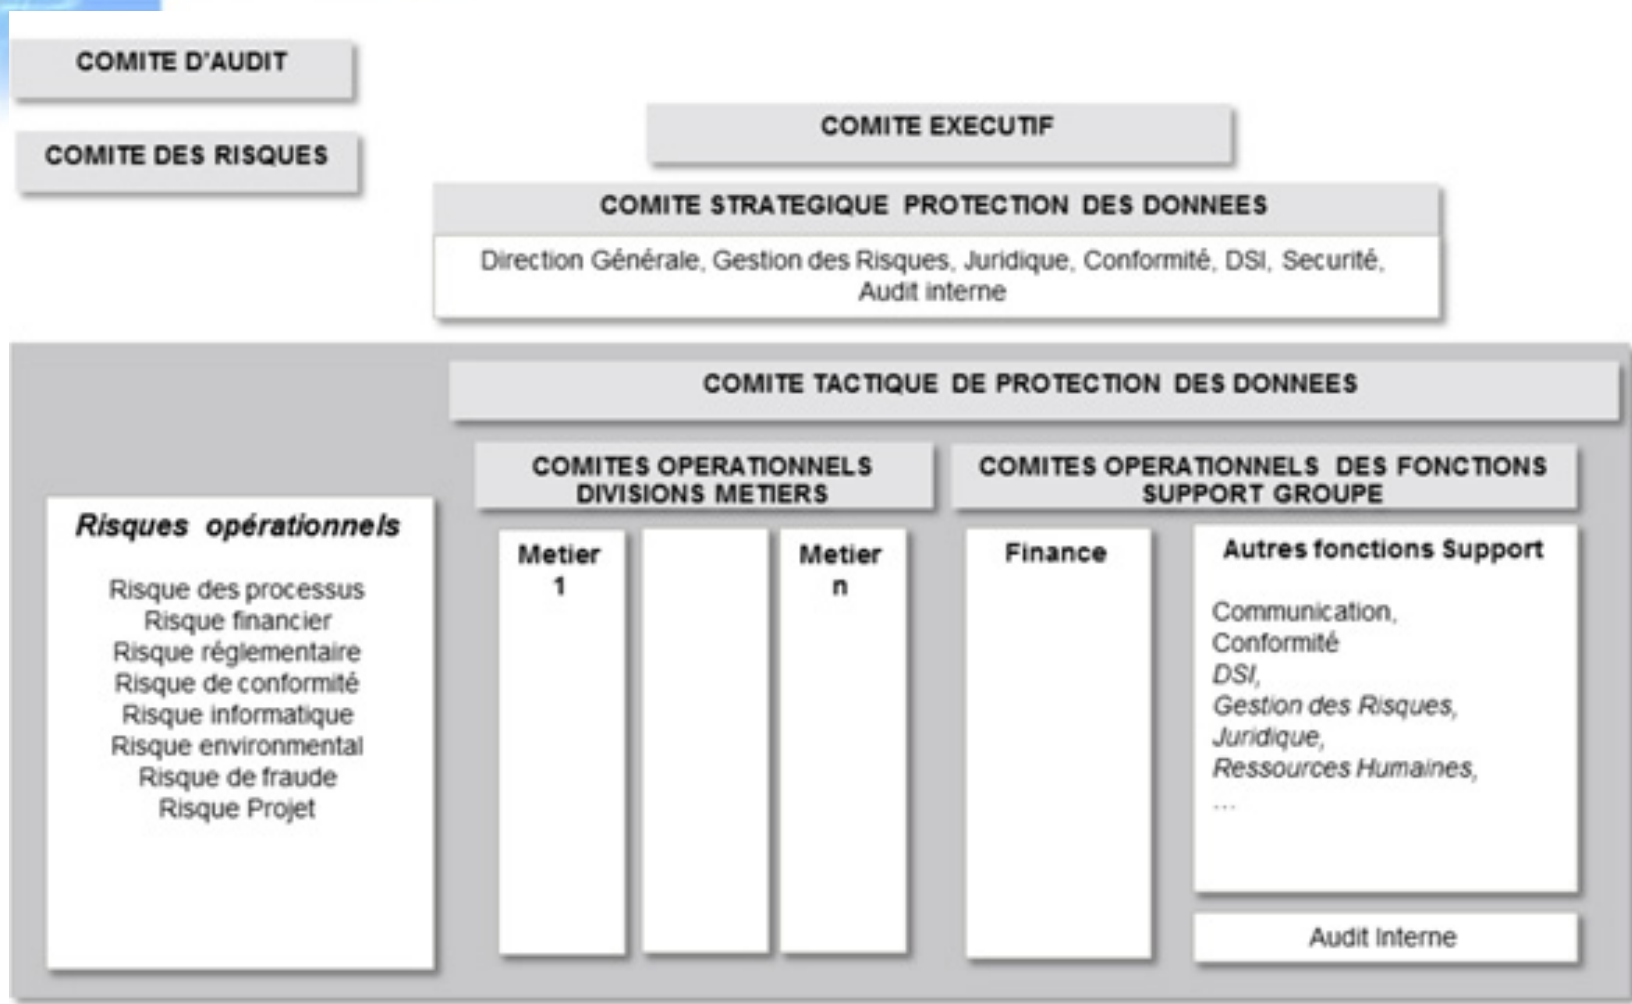 COMITE D'AUDIT
COMITE DES RISQUES
COMITE EXECUTIF
COMITE STRATEGIQUE PROTECTION DES DONNEES
Direction Générale, Gestion des Risques, Juridique, Conformité, DSI, Securité,
Audit interne
COMITE TACTIQUE DE PROTECTION DES DONNEES
Risques opérationnels
Risque des processus
Risque financier
Risque réglementaire
Risque de conformité
Risque informatique
Risque environmental
Risque de fraude
Risque Projet
COMITES OPERATIONNELS
DIVISIONS METIERS
Metier
1
Metier
n
COMITES OPERATIONNELS DES FONCTIONS
SUPPORT GROUPE
Finance
Autres fonctions Support
Communication,
Conformité
DSI,
Gestion des Risques,
Juridique,
Ressources Humaines,
...
Audit Interne